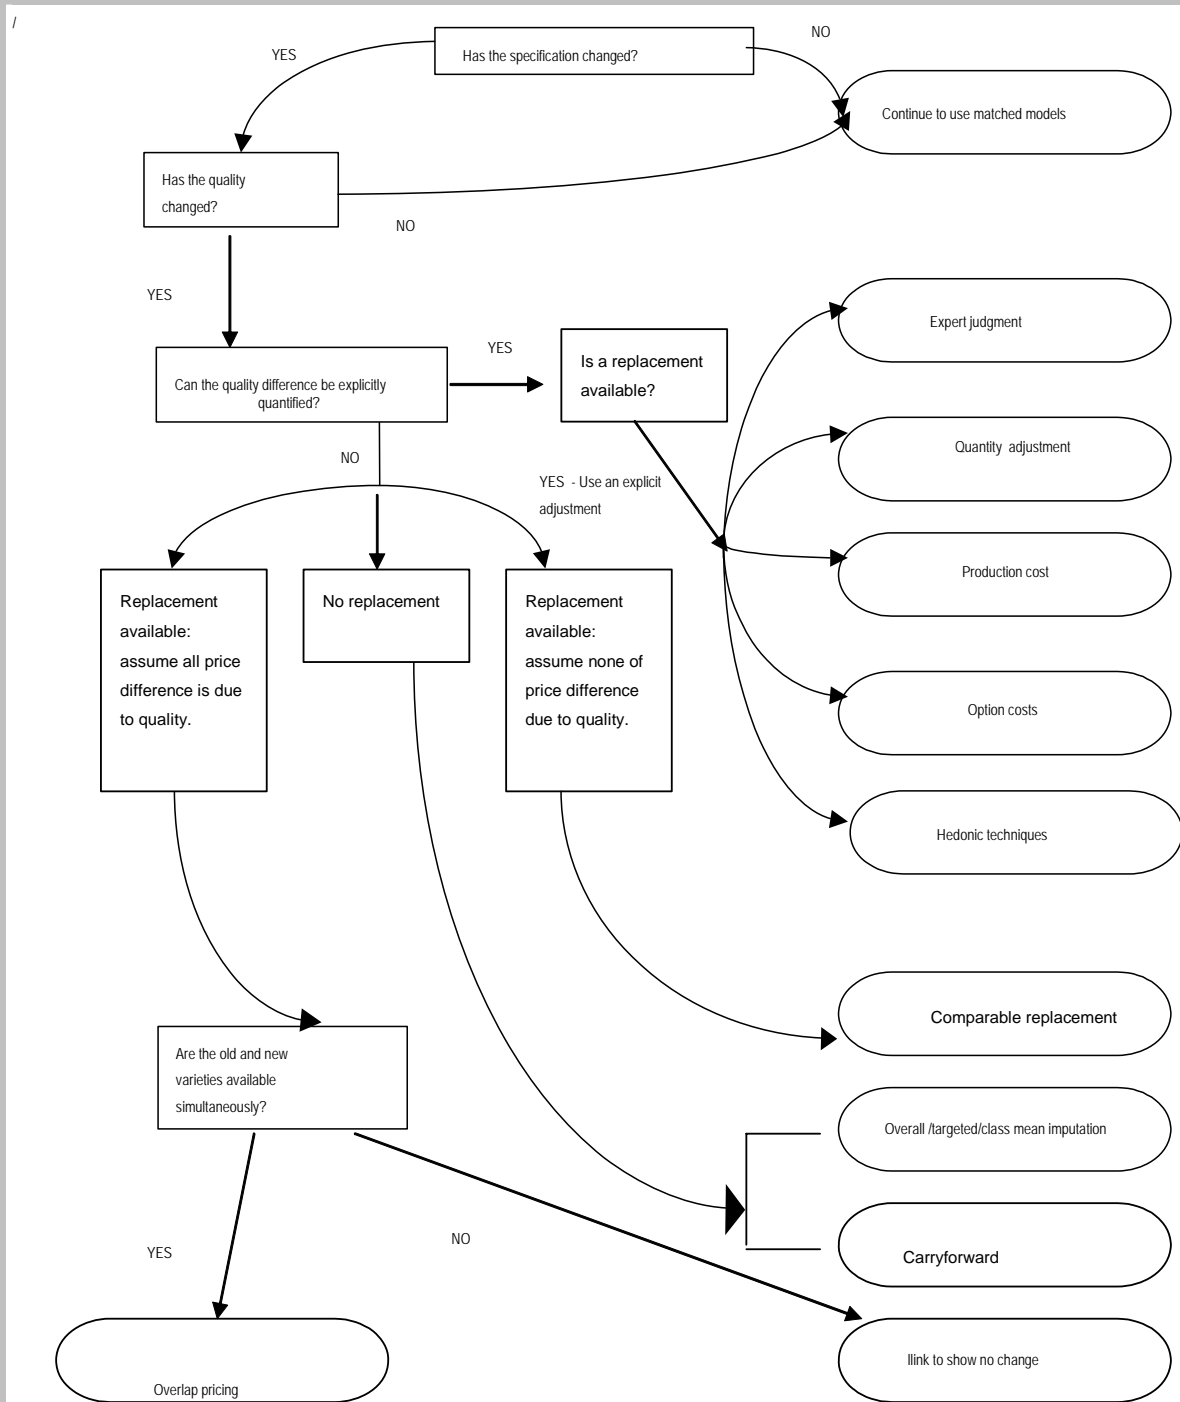 /
NO
YES
Has the specification changed?
Continue to use matched models
Has the quality
changed?
NO
YES
Expert judgment
YES
Is a replacement
available?
Can the quality difference be explicitly
quantified?
Quantity adjustment
NO
YES - Use an explicit
adjustment
Production cost
Replacement
available:
assume all price
difference is due
to quality.
No replacement
Replacement
available:
assume none of
price difference
due to quality.
Option costs
Hedonic techniques
Comparable replacement
Are the old and new
varieties available
simultaneously?
Overall /targeted/class mean imputation
YES
NO
Carryforward
Ilink to show no change
Overlap pricing